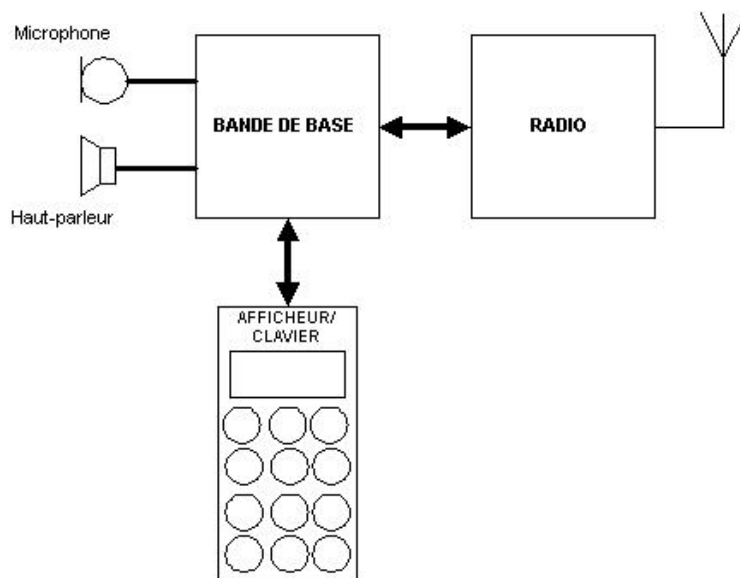 Microphone
BANDE DE BASE
RADIO
Haut-parleur
AFFICHEUR/
CLAVIER